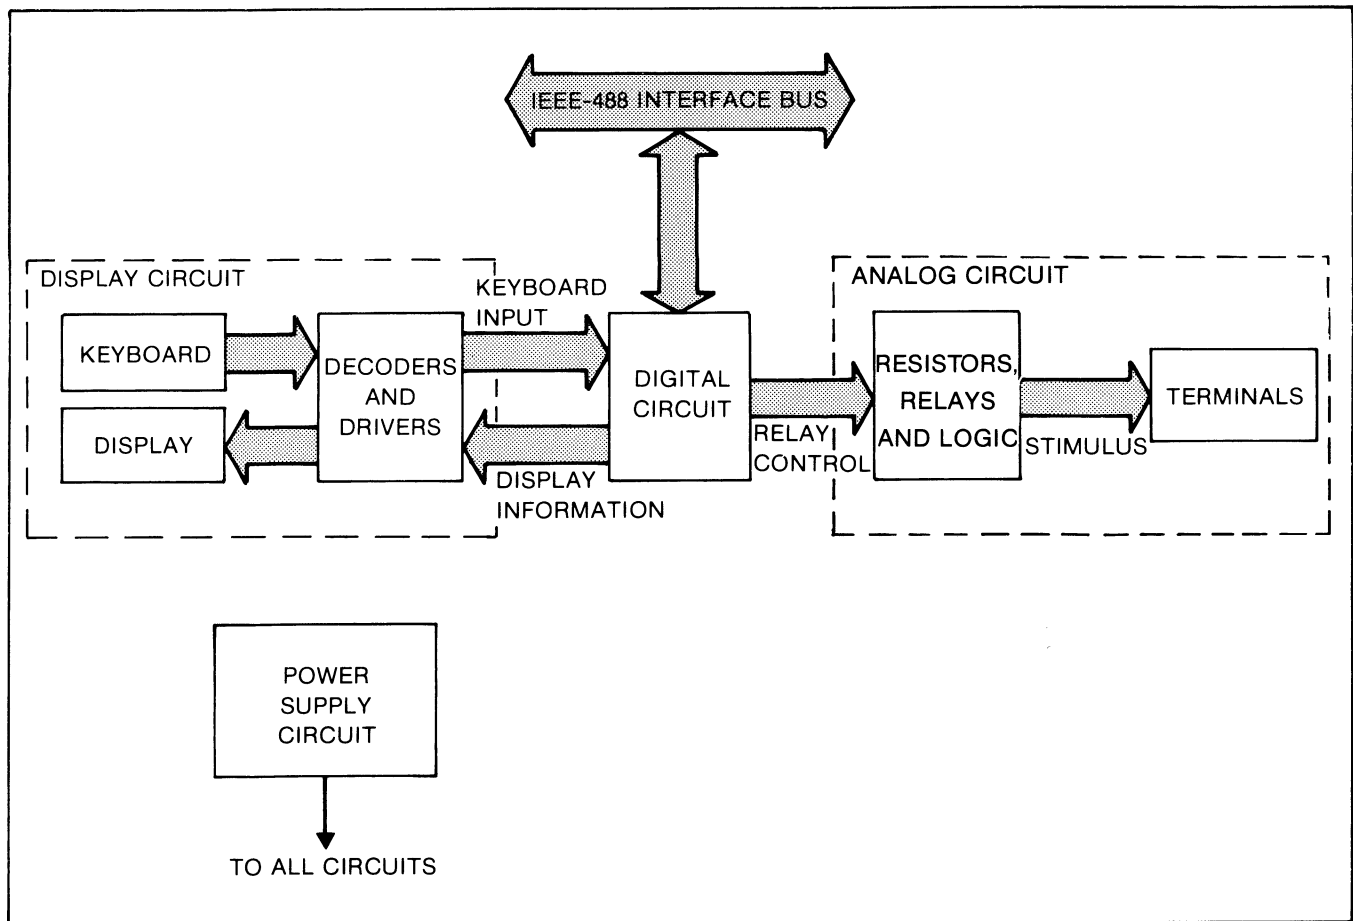 IEEE-488 INTERFACE BUS
DISPLAY CIRCUIT
KEYBOARD
DISPLAY
DECODERS
AND
DRIVERS
KEYBOARD
INPUT
DISPLAY
INFORMATION
DIGITAL
CIRCUIT
RELAY
CONTROL
ANALOG CIRCUIT
RESISTORS,
RELAYS
AND LOGIC
STIMULUS
TERMINALS
POWER
SUPPLY
CIRCUIT
TO ALL CIRCUITS